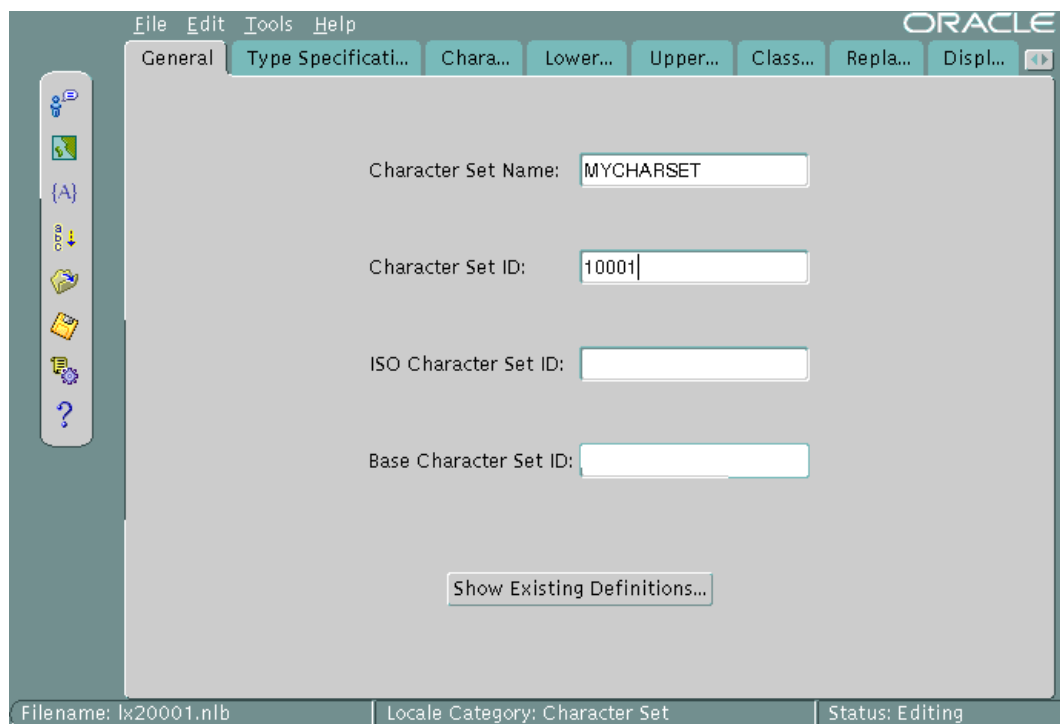 File Edit Tools Help
ORACLE
General Type Specificati... Chara... Lower... Upper... Class... Repla... Displ...
{A}
a
b
c
Character Set Name: MYCHARSET
Character Set ID: 10001
ISO Character Set ID:
Base Character Set ID:
?
Show Existing Definitions...
Filename: lx20001.nlb Locale Category: Character Set Status: Editing